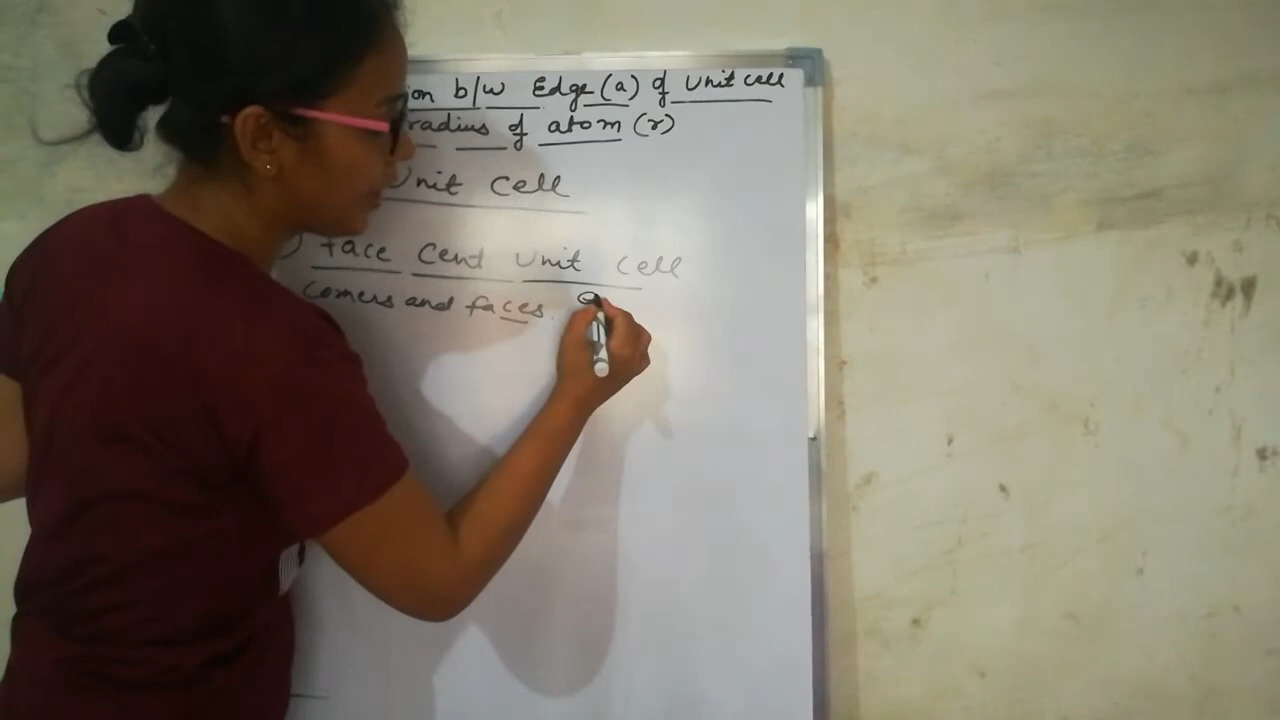 on b/w Edge (a) of Unit cell
radius of atom (r)
Unit Cell
) Face Cent Unit Cell
Corners and faces.